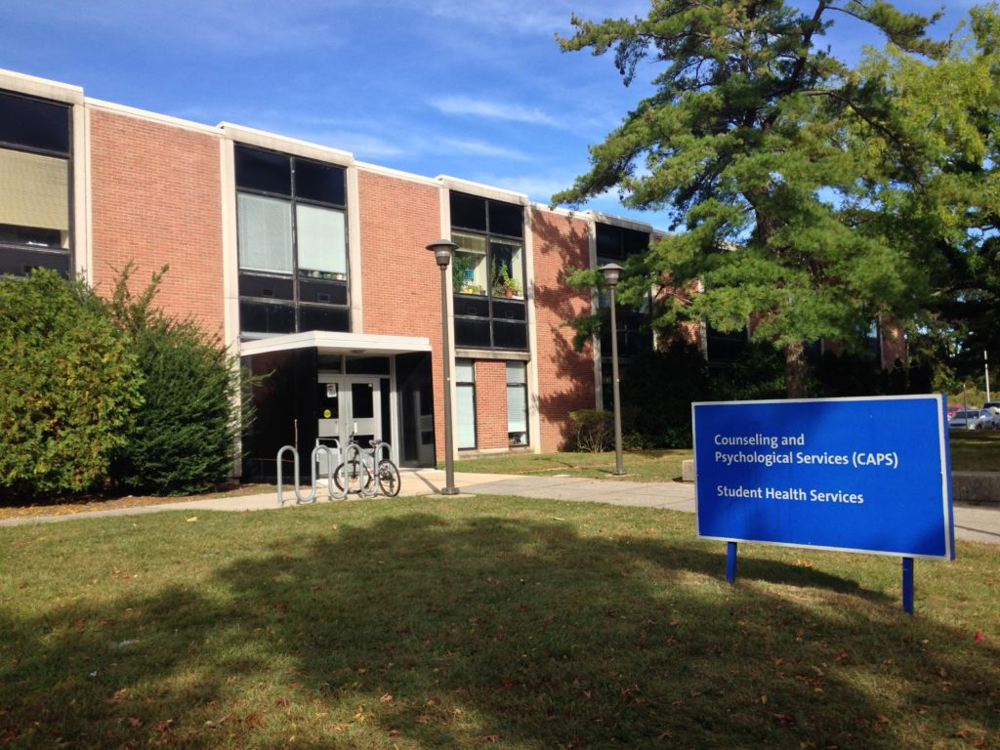 Counseling and
Psychological Services (CAPS)
Student Health Services